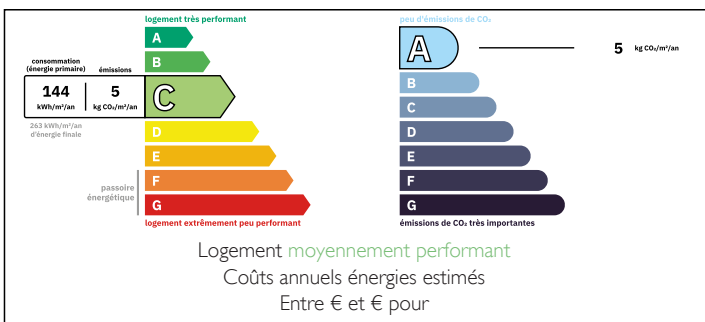 logement très performant
A
B
consommation
(énergie primaire)
émissions
144
kWh/m²/an
5
kg CO₂/m²/an
C
263 kWh/m²/an
d'énergie finale
D
E
F
G
passoire
énergétique
logement extrêmement peu performant
peu d'émissions de CO₂
A
5 kg CO₂/m²/an
B
C
D
E
F
G
émissions de CO₂ très importantes
Logement moyennement performant
Coûts annuels énergies estimés
Entre € et € pour